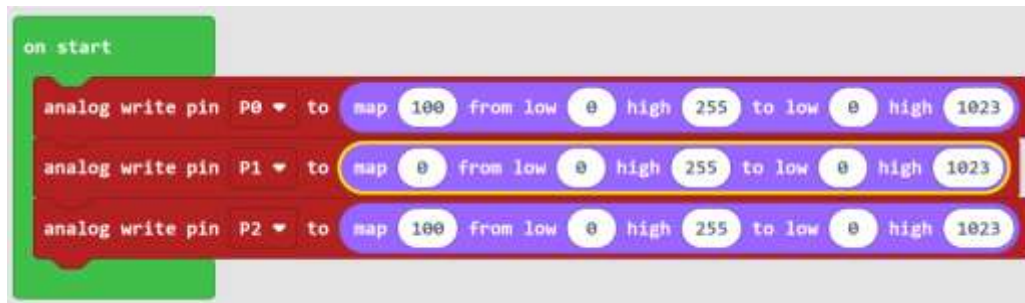 on start
analog write pin P0 to map 100 from low 0 high 255 to low 0 high 1023
analog write pin P1 to map 0 from low 0 high 255 to low 0 high 1023
analog write pin P2 to map 100 from low 0 high 255 to low 0 high 1023